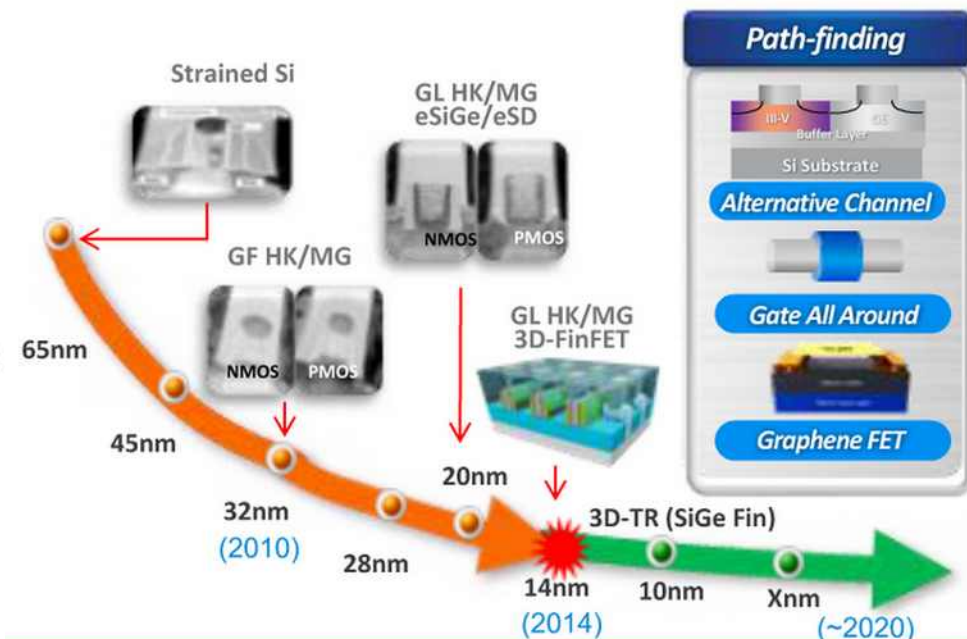 Strained Si
GL HK/MG
eSiGe/eSD
NMOS
PMOS
GF HK/MG
NMOS
PMOS
GL HK/MG
3D-FinFET
65nm
45nm
32nm
(2010)
28nm
20nm
14nm
(2014)
3D-TR (SiGe Fin)
10nm
Xnm
(~2020)
Path-finding
III-V
GE
Buffer Layer
Si Substrate
Alternative Channel
Gate All Around
Graphene FET